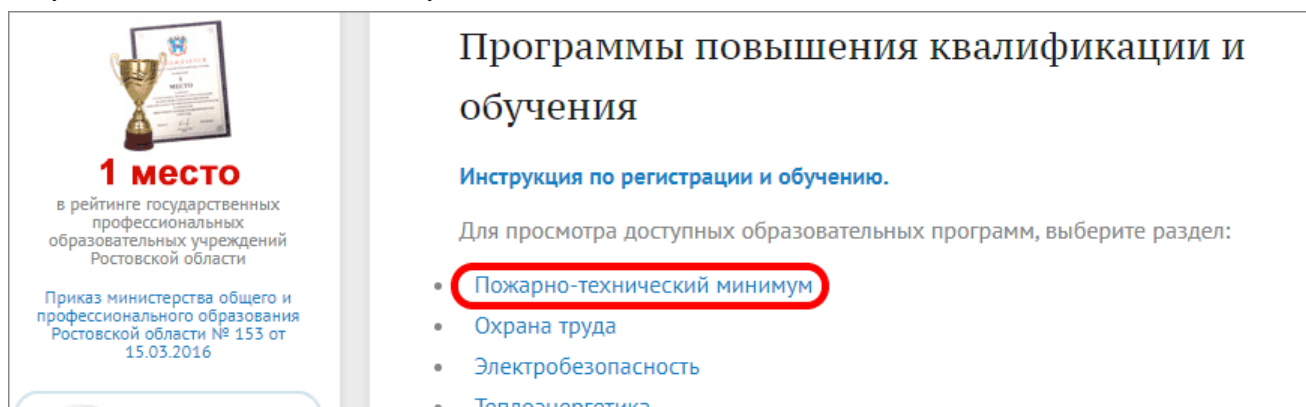 1 место
в рейтинге государственных
профессиональных
образовательных учреждений
Ростовской области
Приказ министерства общего и
профессионального образования
Ростовской области № 153 от
15.03.2016
Программы повышения квалификации и
обучения
Инструкция по регистрации и обучению.
Для просмотра доступных образовательных программ, выберите раздел:
Пожарно-технический минимум
Охрана труда
Электробезопасность
Теплоэнергетика